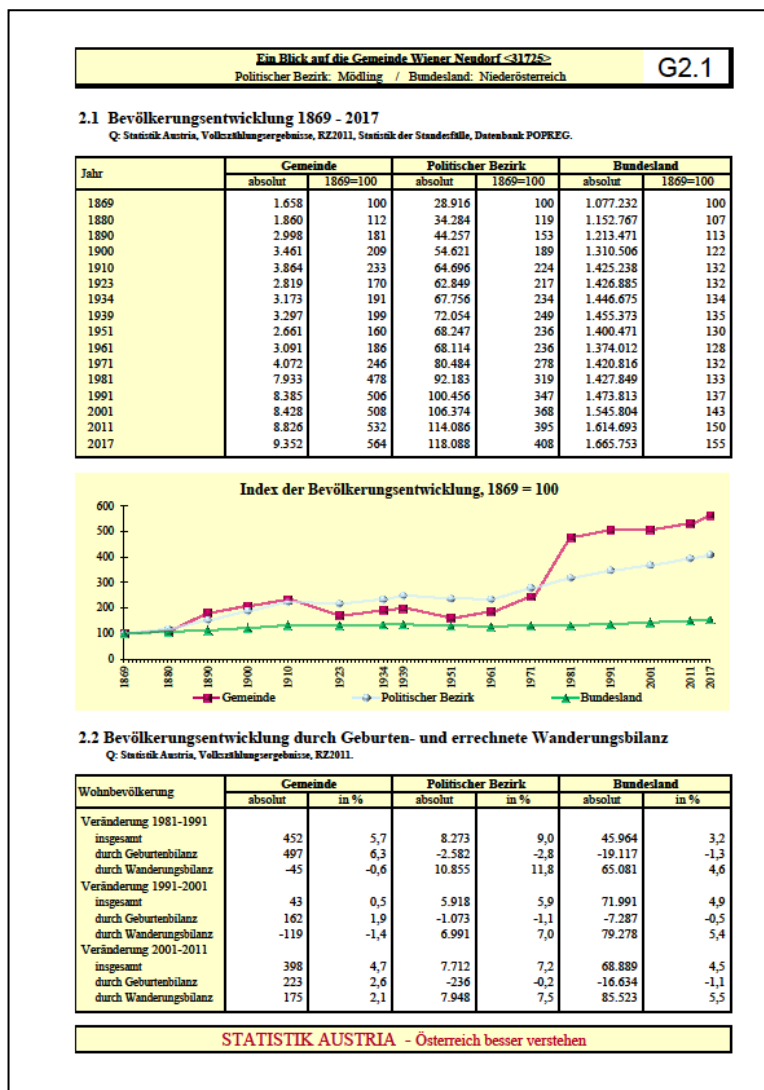 Ein Blick auf die Gemeinde Wiener Neudorf <31725>
Politischer Bezirk: Mödling / Bundesland: Niederösterreich
G2.1
2.1 Bevölkerungsentwicklung 1869 - 2017
Q: Statistik Austria, Volkszählungsergebnisse, RZ2011, Statistik der Standesfälle, Datenbank POPREG.
Jahr Gemeinde Politischer Bezirk Bundesland
absolut 1869=100 absolut 1869=100 absolut 1869=100
1869 1.658 100 28.916 100 1.077.232 100
1880 1.860 112 34.284 119 1.152.767 107
1890 2.998 181 44.257 153 1.213.471 113
1900 3.461 209 54.621 189 1.310.506 122
1910 3.864 233 64.696 224 1.425.238 132
1923 2.819 170 62.849 217 1.426.885 132
1934 3.173 191 67.756 234 1.446.675 134
1939 3.297 199 72.054 249 1.455.373 135
1951 2.661 160 68.247 236 1.400.471 130
1961 3.091 186 68.114 236 1.374.012 128
1971 4.072 246 80.484 278 1.420.816 132
1981 7.933 478 92.183 319 1.427.849 133
1991 8.385 506 100.456 347 1.473.813 137
2001 8.428 508 106.374 368 1.545.804 143
2011 8.826 532 114.086 395 1.614.693 150
2017 9.352 564 118.088 408 1.665.753 155
Index der Bevölkerungsentwicklung, 1869 = 100
600
500
400
300
200
100
0
1869 1880 1890 1900 1910 1923 1934 1939 1951 1961 1971 1981 1991 2001 2011 2017
Gemeinde Politischer Bezirk Bundesland
2.2 Bevölkerungsentwicklung durch Geburten- und errechnete Wanderungsbilanz
Q: Statistik Austria, Volkszählungsergebnisse, RZ2011.
Wohnbevölkerung Gemeinde Politischer Bezirk Bundesland
absolut in % absolut in % absolut in %
Veränderung 1981-1991
insgesamt 452 5,7 8.273 9,0 45.964 3,2
durch Geburtenbilanz 497 6,3 -2.582 -2,8 -19.117 -1,3
durch Wanderungsbilanz -45 -0,6 10.855 11,8 65.081 4,6
Veränderung 1991-2001
insgesamt 43 0,5 5.918 5,9 71.991 4,9
durch Geburtenbilanz 162 1,9 -1.073 -1,1 -7.287 -0,5
durch Wanderungsbilanz -119 -1,4 6.991 7,0 79.278 5,4
Veränderung 2001-2011
insgesamt 398 4,7 7.712 7,2 68.889 4,5
durch Geburtenbilanz 223 2,6 -236 -0,2 -16.634 -1,1
durch Wanderungsbilanz 175 2,1 7.948 7,5 85.523 5,5
STATISTIK AUSTRIA - Österreich besser verstehen